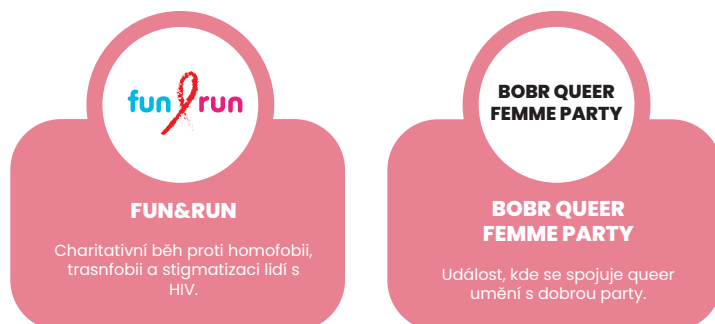 fun run
FUN&RUN
Charitativní běh proti homofobii,
trasnfobii a stigmatizaci lidí s
HIV.
BOBR QUEER
FEMME PARTY
BOBR QUEER
FEMME PARTY
Událost, kde se spojuje queer
umění s dobrou party.